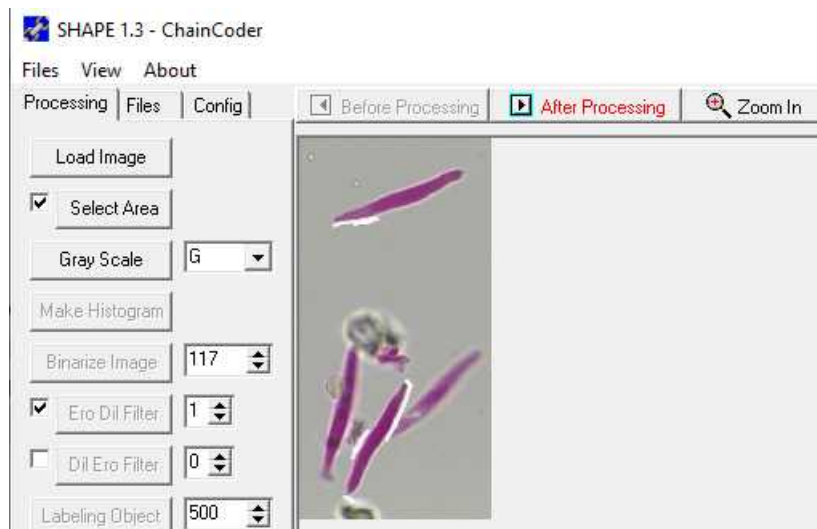 SHAPE 1.3 - ChainCoder
Files View About
Processing Files Config Before Processing After Processing Zoom In
Load Image
Select Area
Gray Scale G
Make Histogram
Binarize Image 117
Ero Dil Filter 1
Dil Ero Filter 0
Labeling Object 500